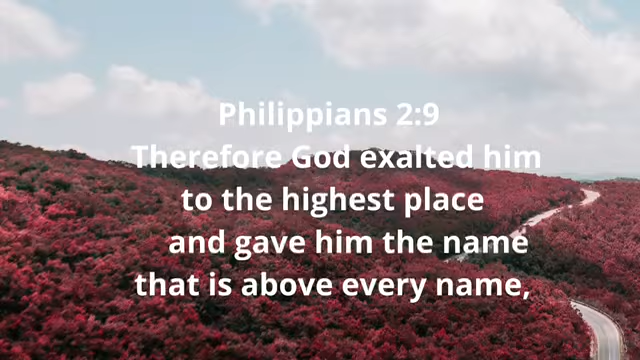 Philippians 2:9
Therefore God exalted him
to the highest place
and gave him the name
that is above every name,